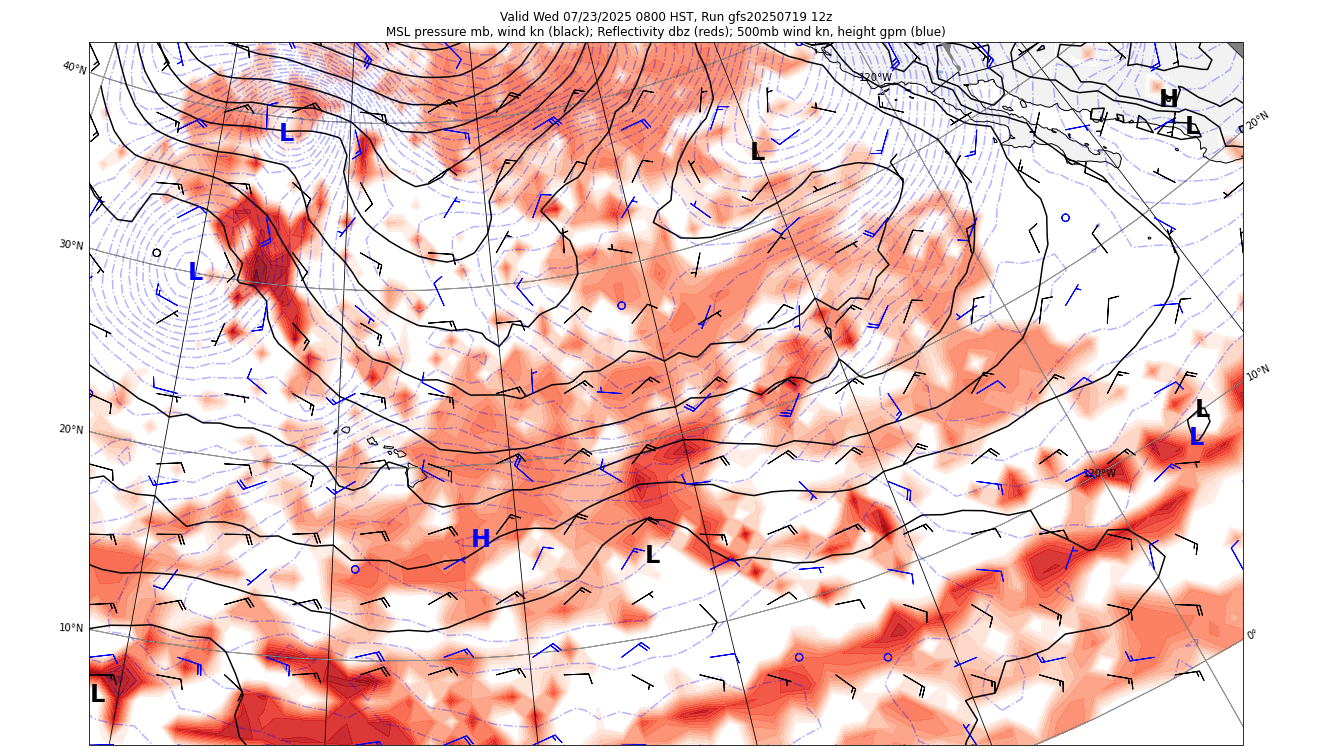 Valid Wed 07/23/2025 0800 HST, Run gfs20250719 12z
MSL pressure mb, wind kn (black); Reflectivity dbz (reds); 500mb wind kn, height gpm (blue)
40°N
120°W
H
L
20°N
L
L
30°N
L
10°N
L
L
20°N
120°W
H
L
10°N
0°
L